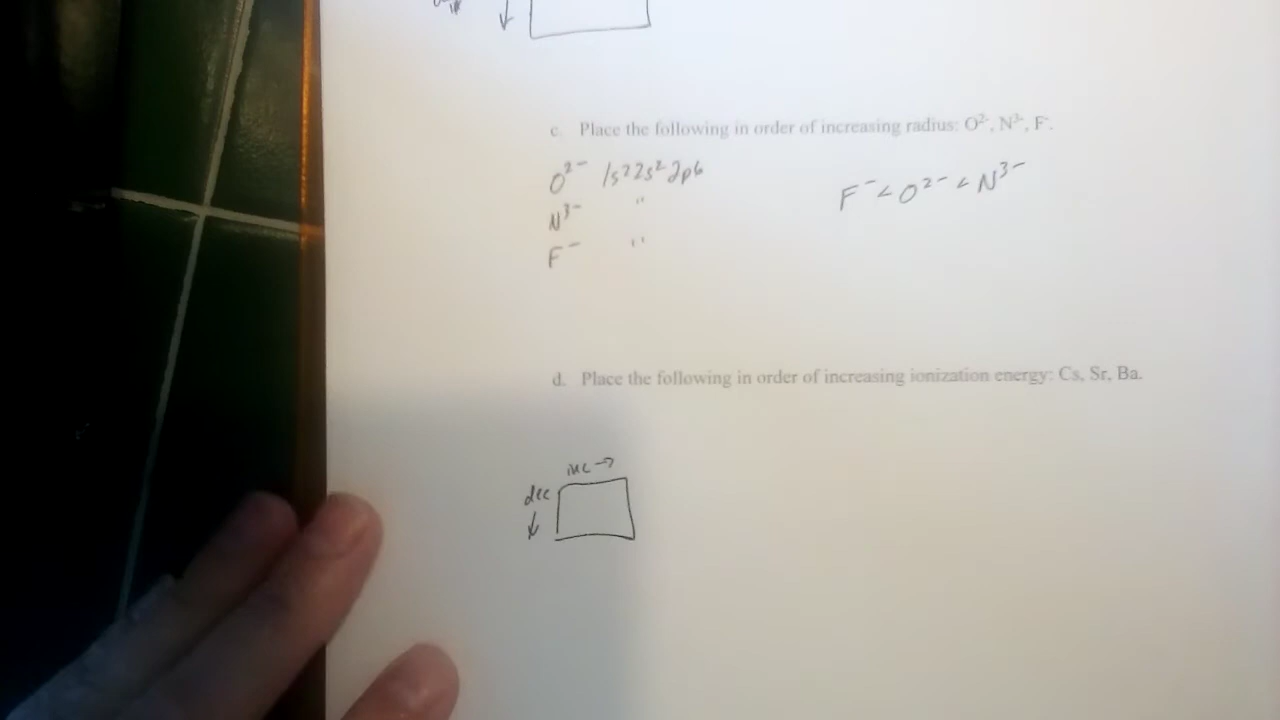 c. Place the following in order of increasing radius: O²⁻, N³⁻, F⁻.
O²⁻ 1s²2s²2p6 F⁻ < O²⁻ < N³⁻
N³⁻ "
F⁻ "
d. Place the following in order of increasing ionization energy: Cs, Sr, Ba.
inc →
dec
↓